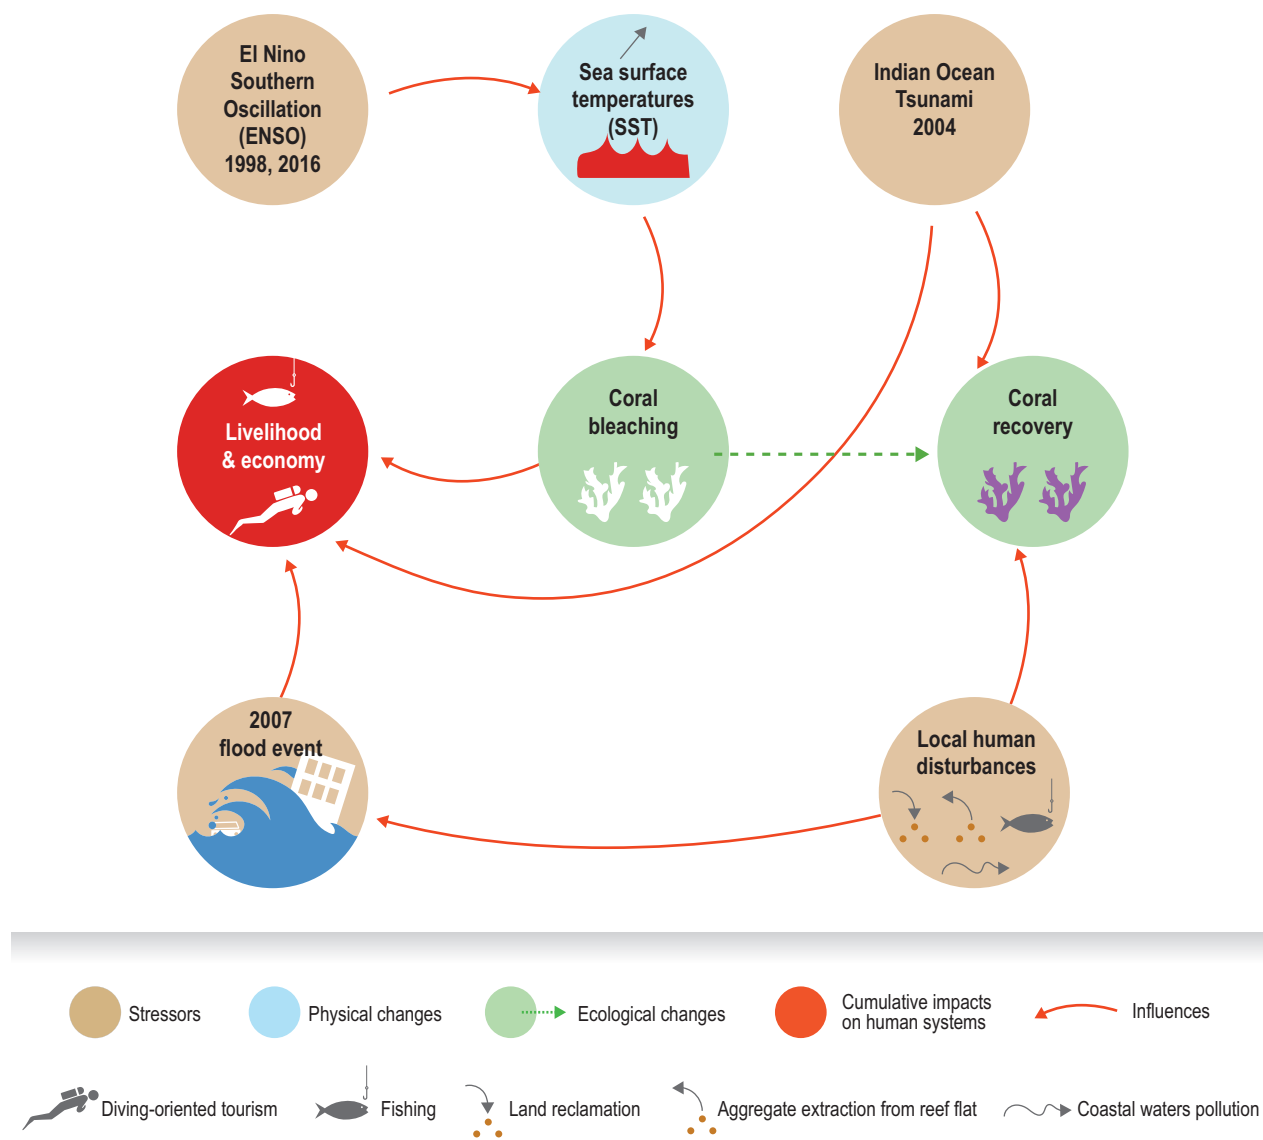 El Nino
Southern
Oscillation
(ENSO)
1998, 2016
Sea surface
temperatures
(SST)
Indian Ocean
Tsunami
2004
Livelihood
& economy
Coral
bleaching
Coral
recovery
2007
flood event
Local human
disturbances
Stressors
Physical changes
Ecological changes
Cumulative impacts
on human systems
Influences
Diving-oriented tourism
Fishing
Land reclamation
Aggregate extraction from reef flat
Coastal waters pollution